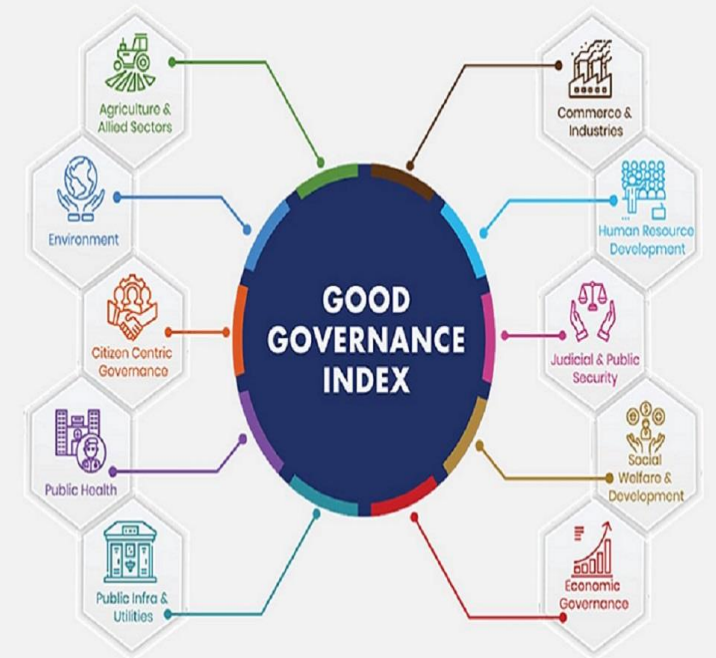 Agriculture &
Allied Sectors
Environment
Citizen Centric
Governance
Public Health
Public Infra &
Utilities
GOOD
GOVERNANCE
INDEX
Commerce &
Industries
Human Resource
Development
Judicial & Public
Security
Social
Welfare &
Development
Economic
Governance